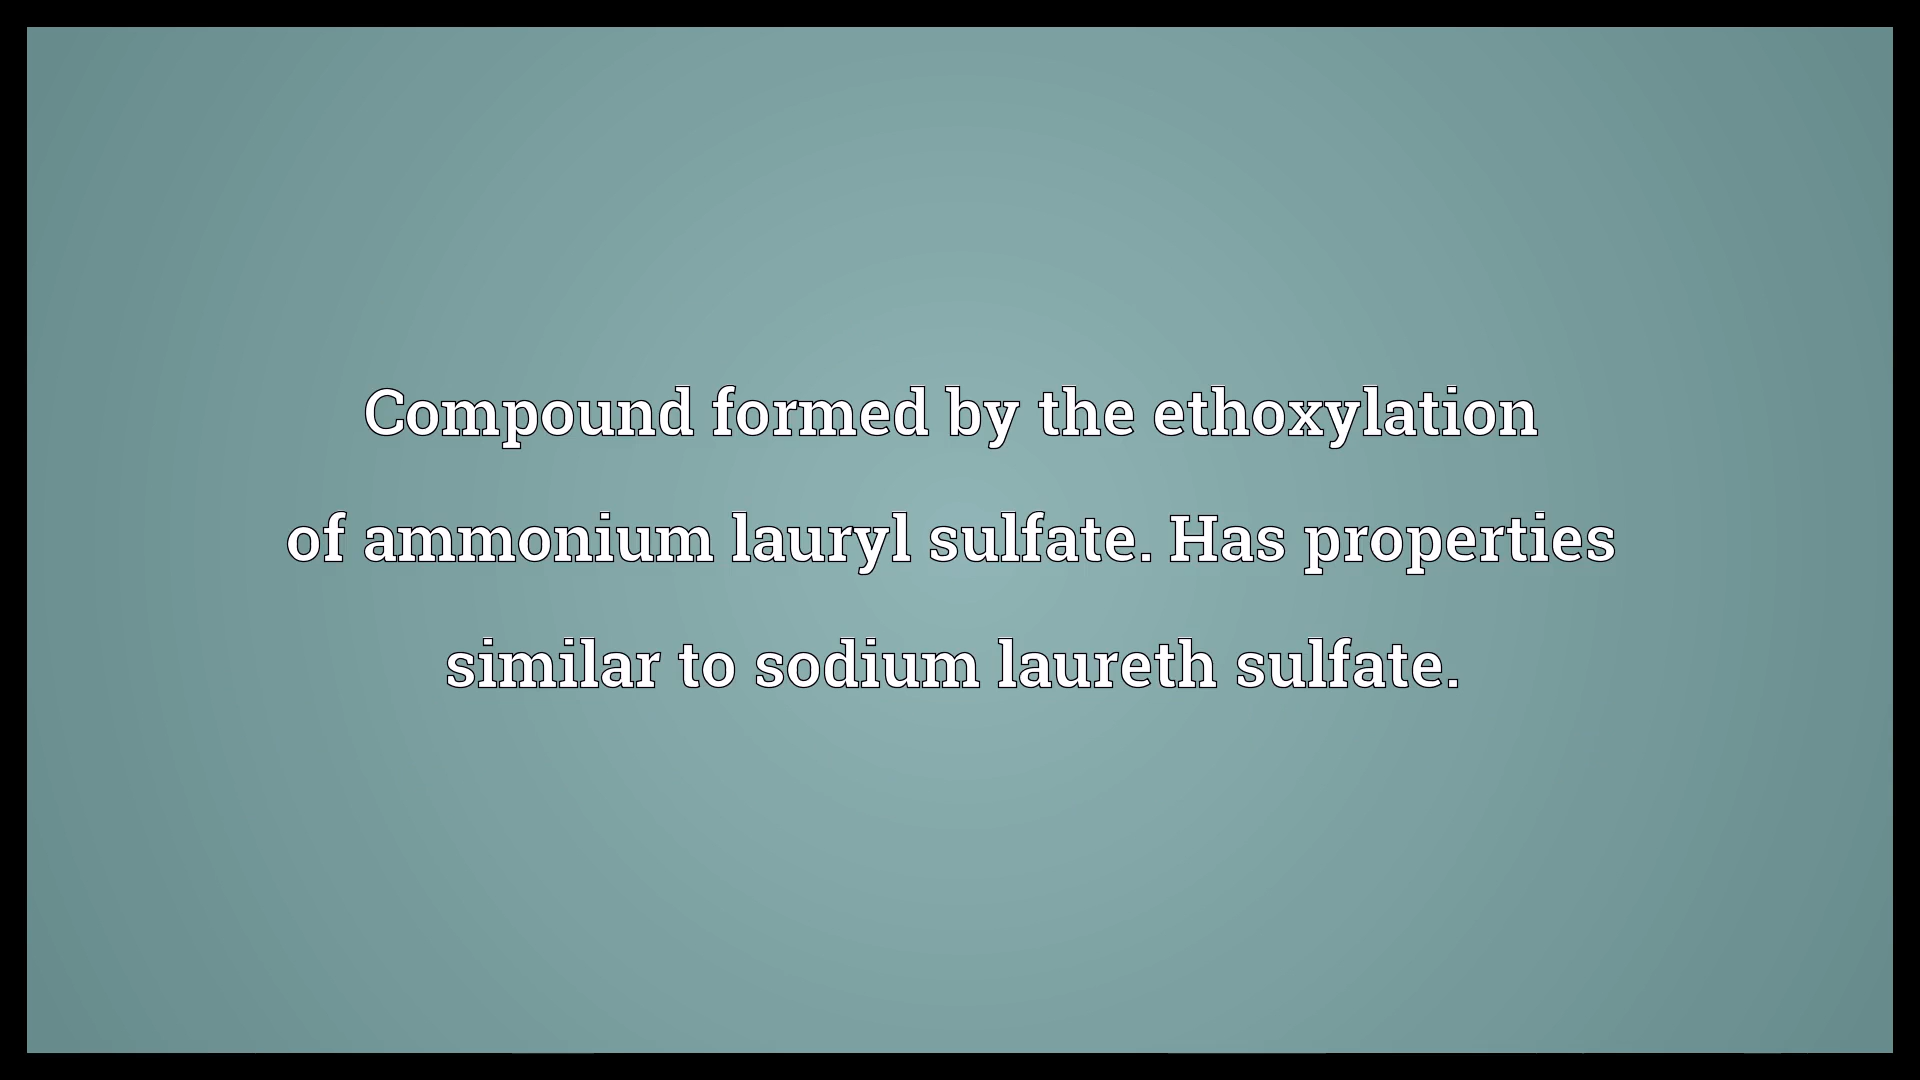 Compound formed by the ethoxylation
of ammonium lauryl sulfate. Has properties
similar to sodium laureth sulfate.